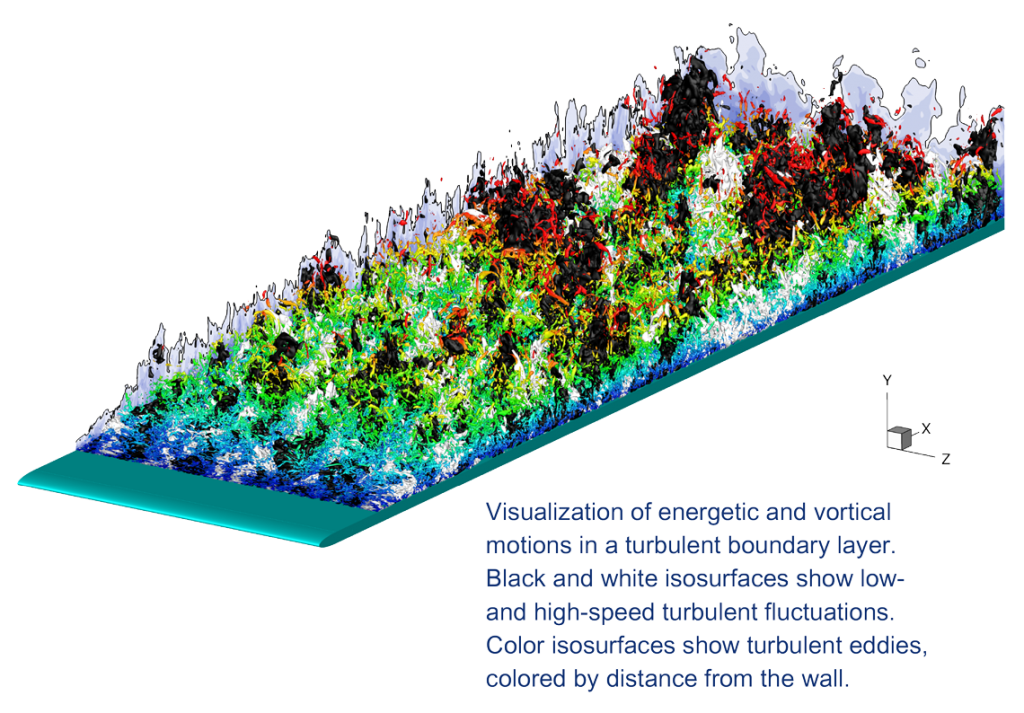 Y
X
Z
Visualization of energetic and vortical
motions in a turbulent boundary layer.
Black and white isosurfaces show low-
and high-speed turbulent fluctuations.
Color isosurfaces show turbulent eddies,
colored by distance from the wall.